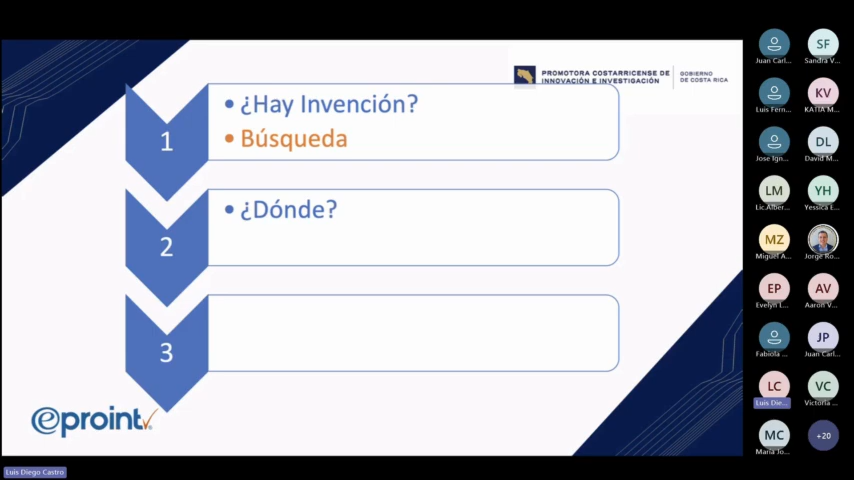 PROMOTORA COSTARRICENSE DE
INNOVACIÓN E INVESTIGACIÓN
GOBIERNO
DE COSTA RICA
1
• ¿Hay Invención?
• Búsqueda
2
• ¿Dónde?
3
eproint
Luis Diego Castro
Juan Carl...
SF
Sandra V...
Luis Fern...
KV
KATIA M...
Jose Ign...
DL
David M...
LM
Lic.Alber...
YH
Yessica E...
MZ
Miguel A...
Jorge Ro...
EP
Evelyn L...
AV
Aaron V...
Fabiola ...
JP
Juan Carl...
LC
Luis Die...
VC
Victoria ...
MC
Maria Jo...
+20